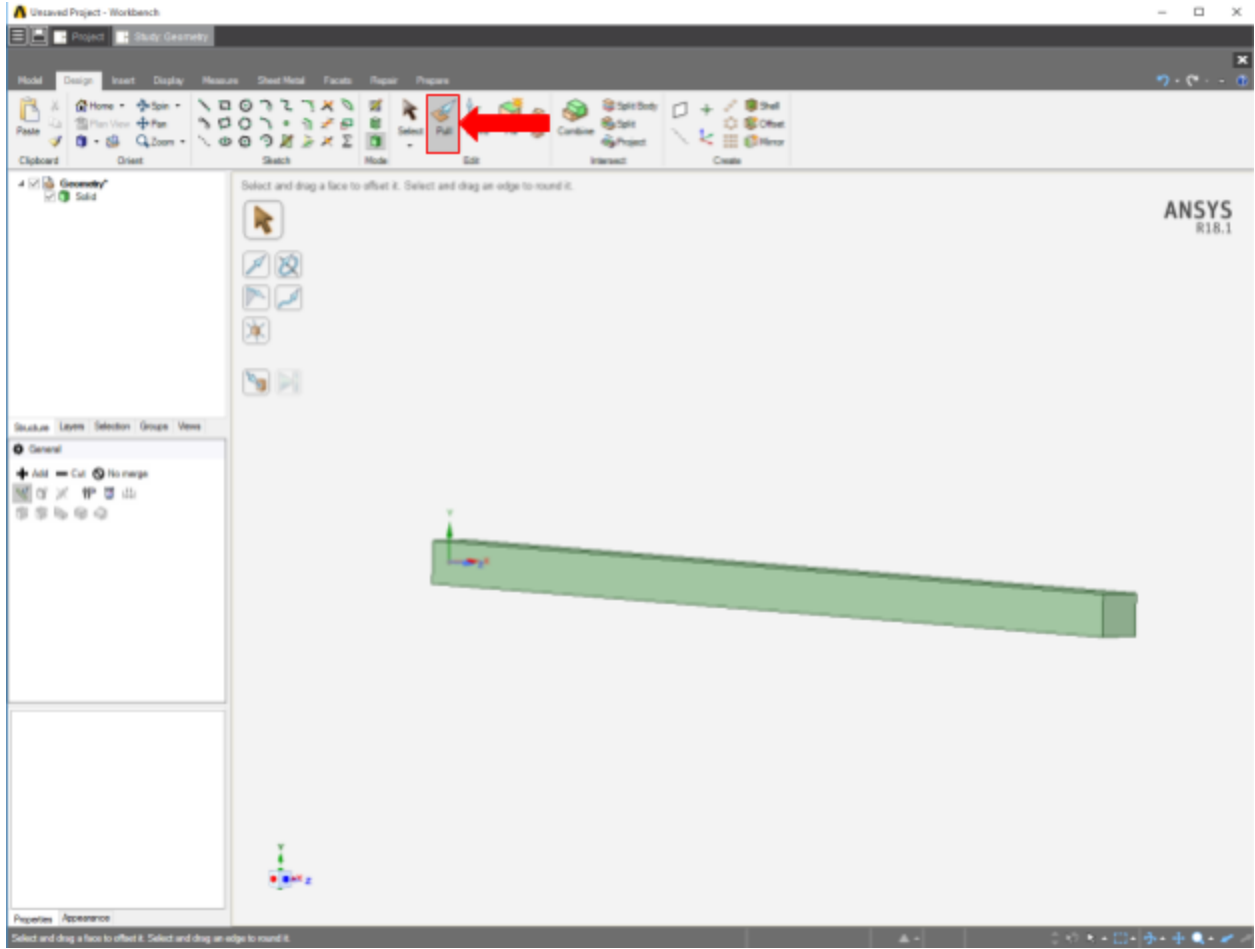 Unsaved Project - Workbench
Project Study: Geometry
Model Design Insert Display Measure Sheet Metal Facets Repair Prepare
Home Spin Split Body Shell
Paste Plan View Pan Select Pull Combine Split Offset
Zoom Project Mirror
Clipboard Orient Sketch Mode Edit Intersect Create
Geometry*
Solid
Select and drag a face to offset it. Select and drag an edge to round it.
ANSYS
R18.1
Structure Layers Selection Groups Views
General
Add Cut No merge
Y
X
Z
Y
X Z
Properties Appearance
Select and drag a face to offset it. Select and drag an edge to round it.